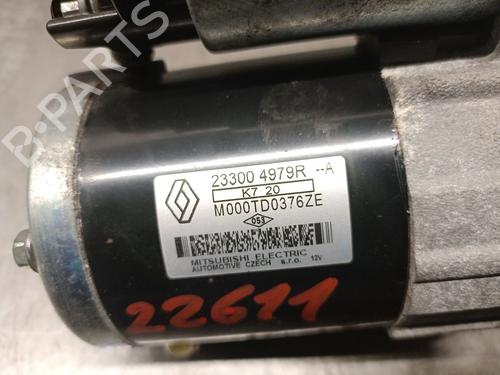 B-PARTS
23300 4979R --A
K7 20
M000TD0376ZE
053
MITSUBISHI ELECTRIC
AUTOMOTIVE CZECH s.r.o. 12V
22611